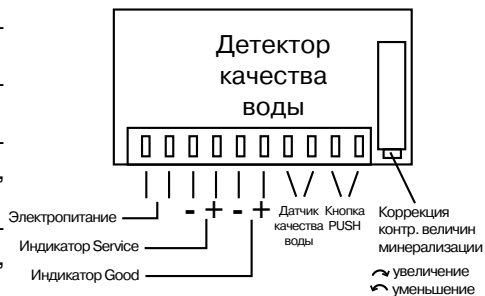 Детектор
качества
воды
- + - +
Электропитание
Индикатор Service
Индикатор Good
Датчик
качества
воды
Кнопка
PUSH
Коррекция
контр. величин
минерализации
увеличение
уменьшение